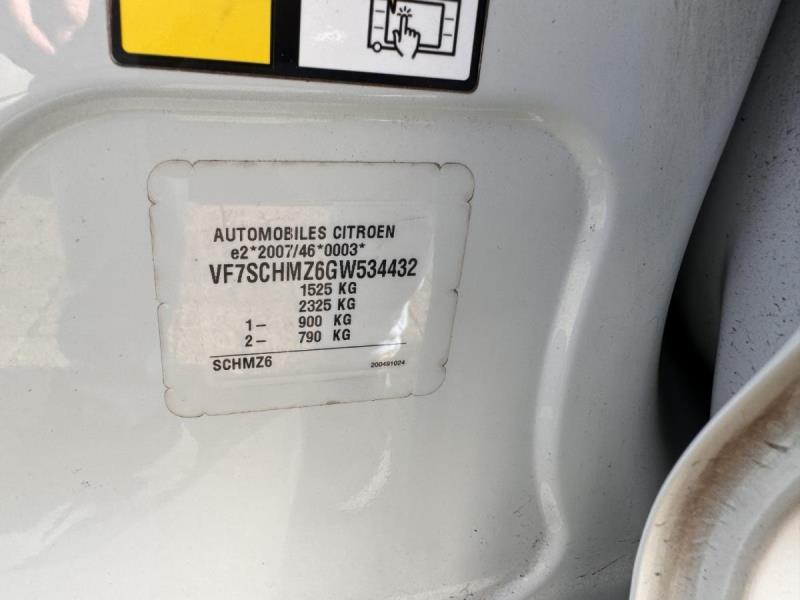 AUTOMOBILES CITROEN
e2*2007/46*0003*
VF7SCHMZ6GW534432
1525 KG
2325 KG
1– 900 KG
2– 790 KG
SCHMZ6 200491024